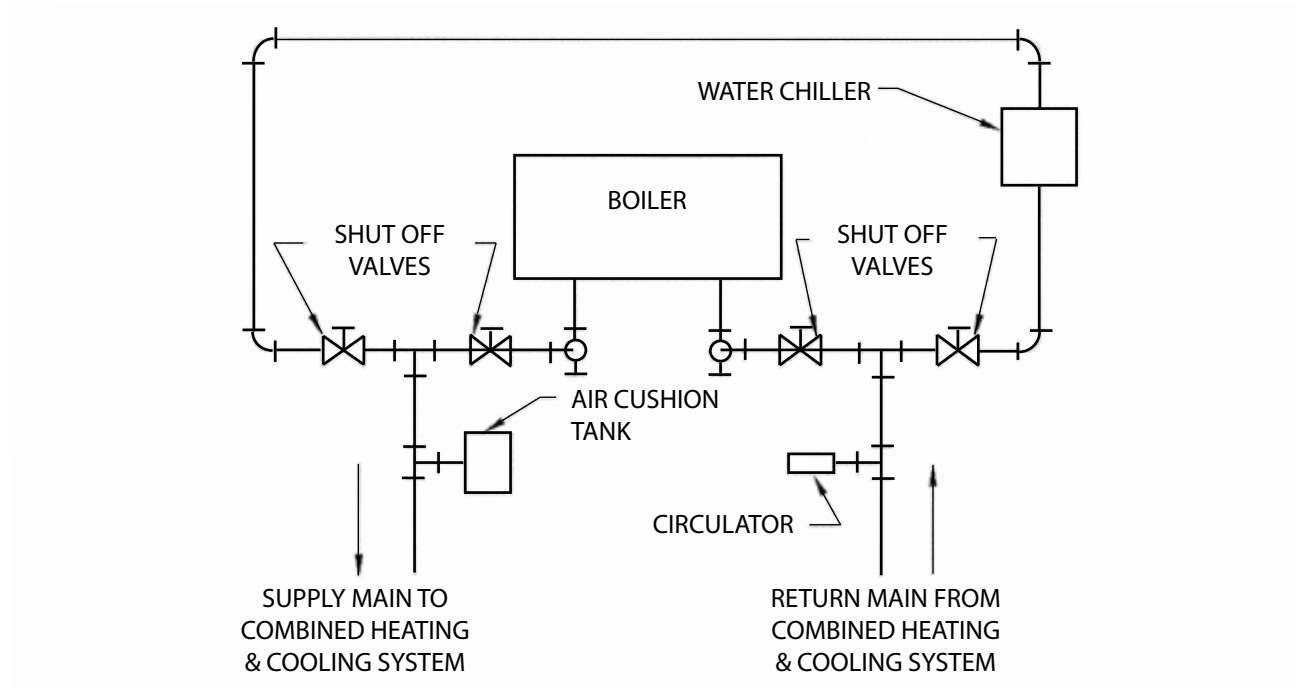 WATER CHILLER
BOILER
SHUT OFF
VALVES
SHUT OFF
VALVES
AIR CUSHION
TANK
CIRCULATOR
SUPPLY MAIN TO
COMBINED HEATING
& COOLING SYSTEM
RETURN MAIN FROM
COMBINED HEATING
& COOLING SYSTEM